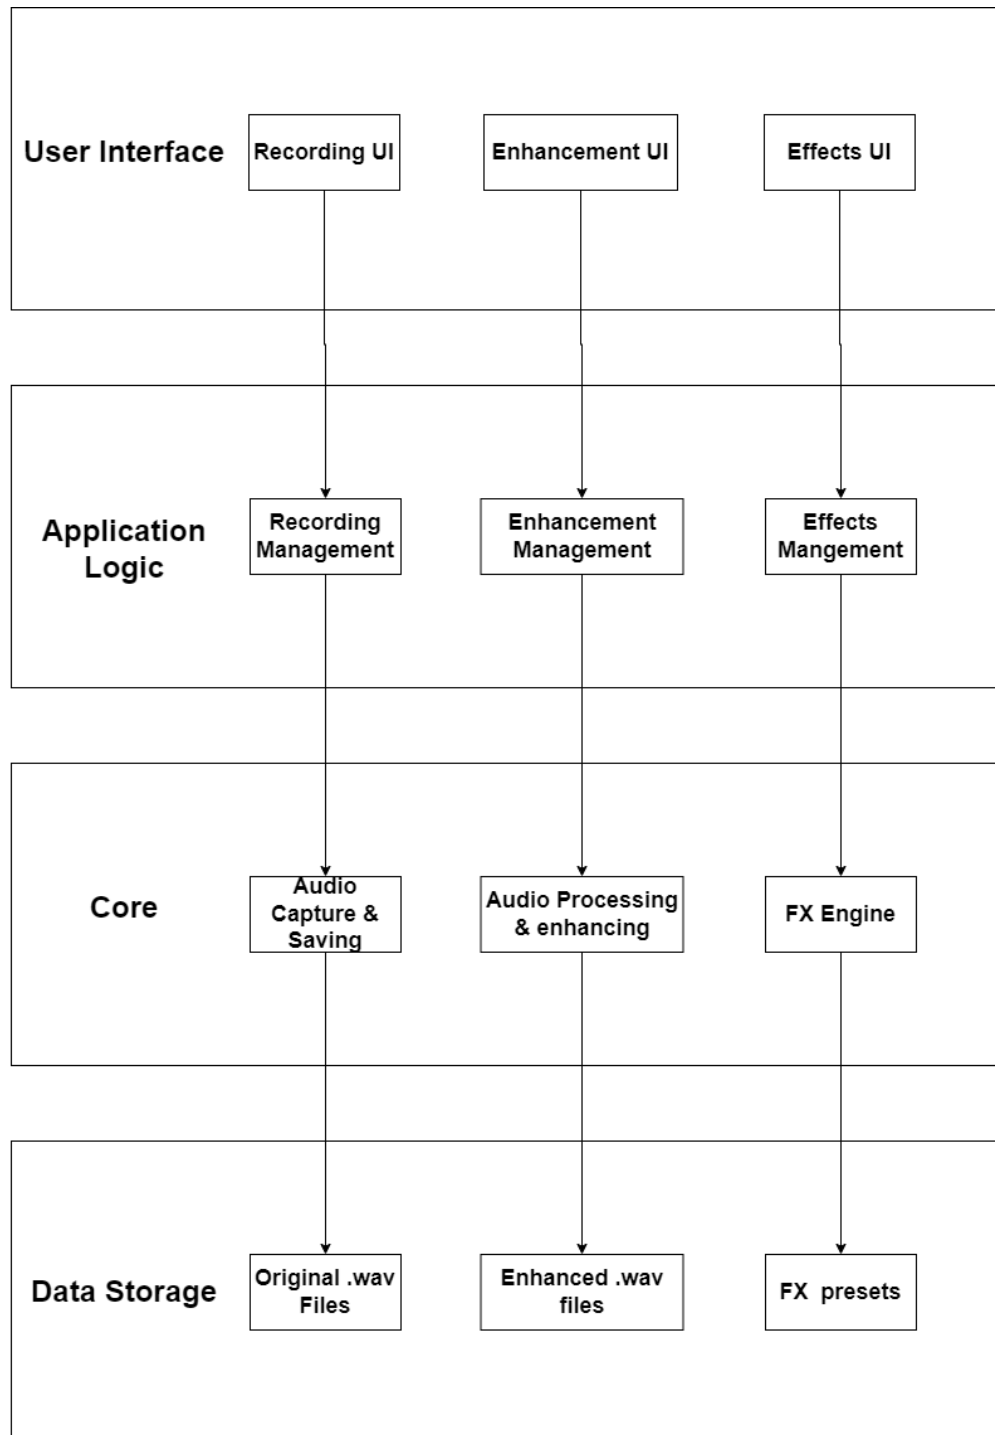 User Interface
Recording UI
Enhancement UI
Effects UI
Application
Logic
Recording
Management
Enhancement
Management
Effects
Mangement
Core
Audio
Capture &
Saving
Audio Processing
& enhancing
FX Engine
Data Storage
Original .wav
Files
Enhanced .wav
files
FX  presets